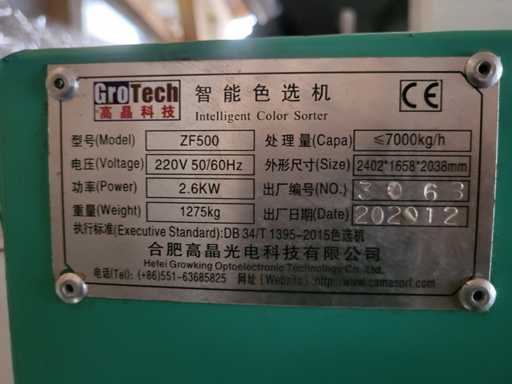 GroTech
高晶科技
智能色选机
Intelligent Color Sorter
CE
型号(Model) ZF500 处理量(Capa) ≤7000kg/h
电压(Voltage) 220V 50/60Hz 外形尺寸(Size) 2402*1658*2038mm
功率(Power) 2.6KW 出厂编号(NO.) 3063
重量(Weight) 1275kg 出厂日期(Date) 202012
执行标准(Executive Standard):DB 34/T 1395-2015色选机
合肥高晶光电科技有限公司
Hefei Growking Optoelectronic Technology Co.,Ltd.
电话(Tel): (+86)551-63685825 网址(Website): http://www.camasort.com